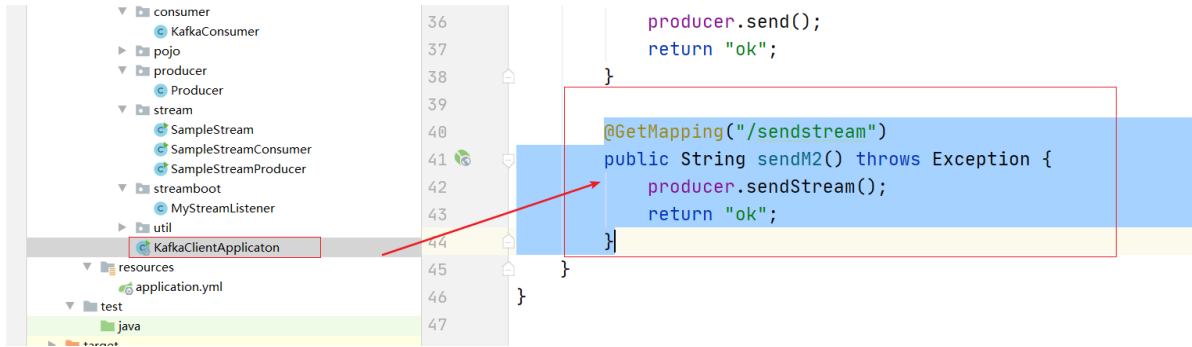 consumer
KafkaConsumer
pojo
producer
Producer
stream
SampleStream
SampleStreamConsumer
SampleStreamProducer
streamboot
MyStreamListener
util
KafkaClientApplicaton
resources
application.yml
test
java
target
36 producer.send();
37 return "ok";
38 }
39
40 @GetMapping("/sendstream")
41 public String sendM2() throws Exception {
42 producer.sendStream();
43 return "ok";
44 }
45 }
46 }
47